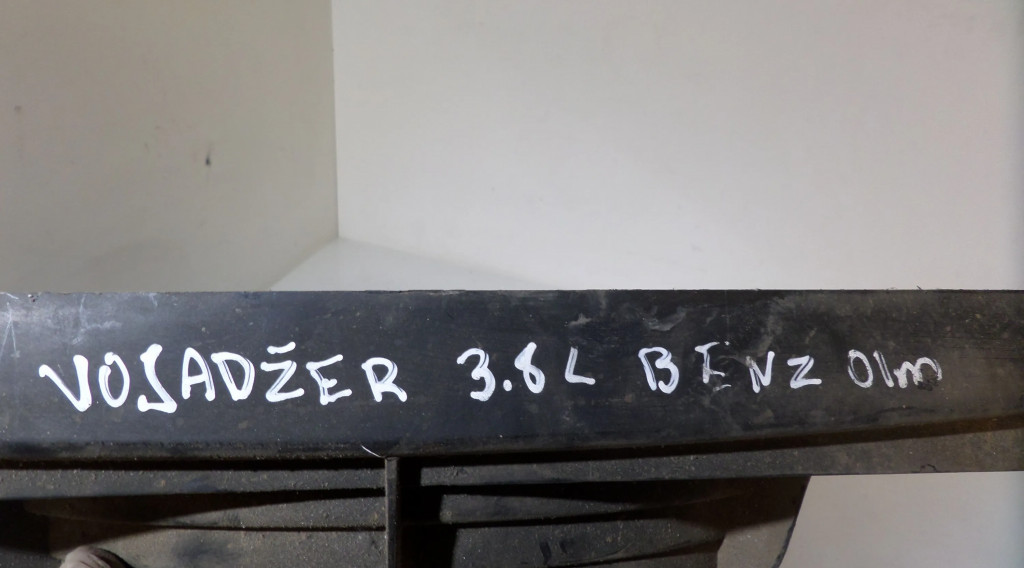 VOJADŽER 3.8L BENZ 01m